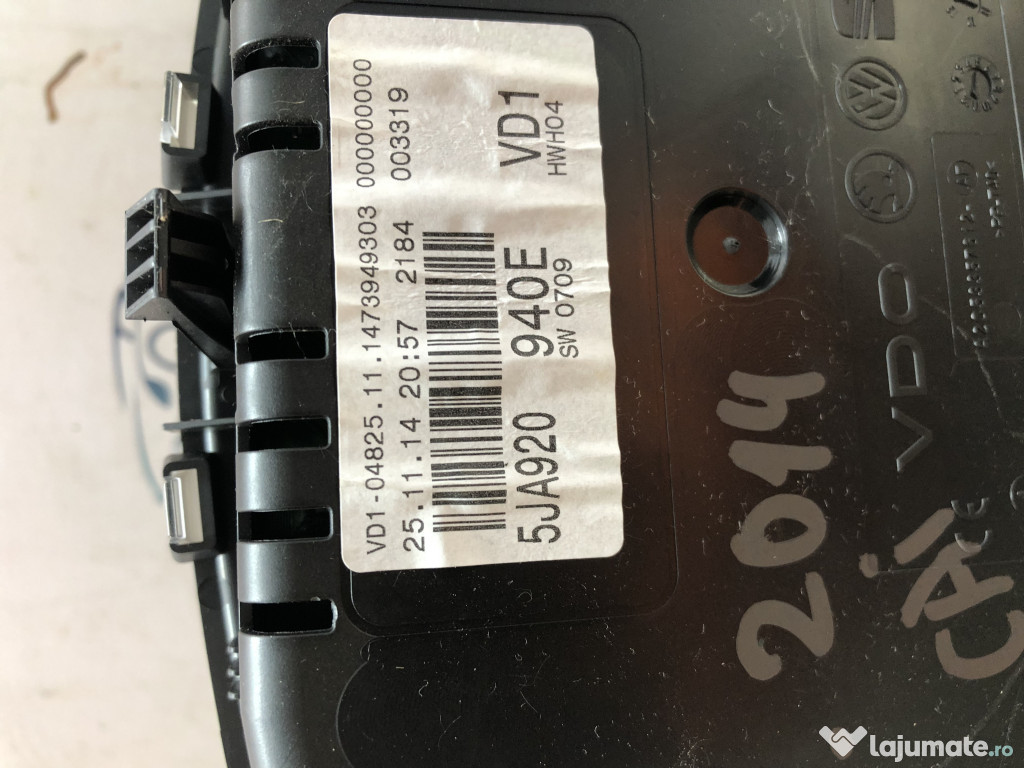 VD1-04825.11.1473949303 000000000
25.11.14 20:57 2184 003319
5JA920 940E VD1
SW 0709 HWH04
2014
VDO
CE
lajumate.ro